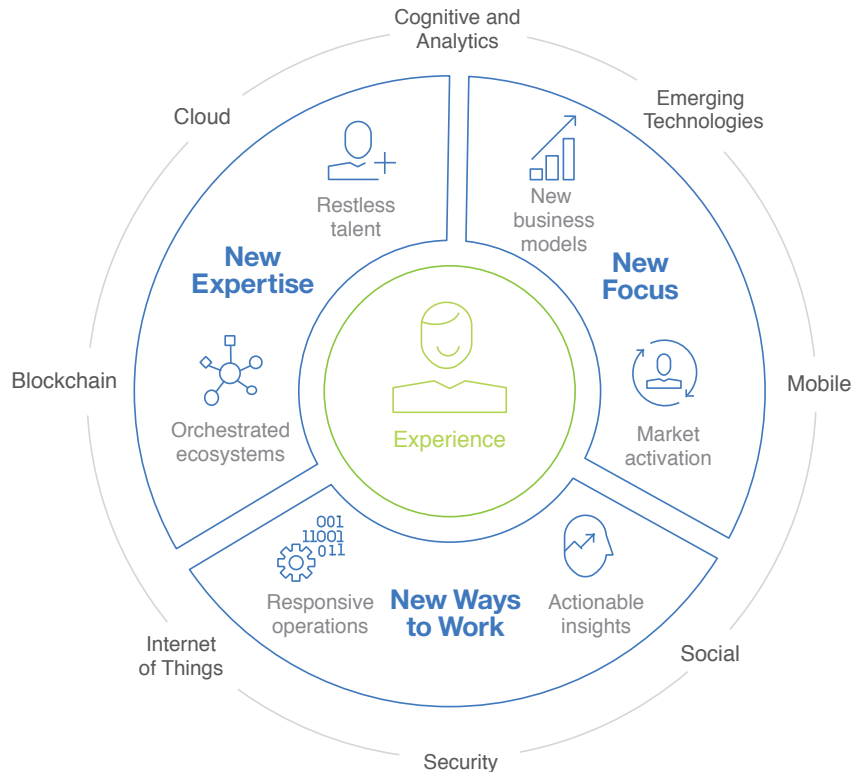 Cognitive and
Analytics
Cloud
Emerging
Technologies
Restless
talent
New
business
models
New
Expertise
New
Focus
Blockchain
Mobile
Experience
Orchestrated
ecosystems
Market
activation
001
11001
011
Responsive
operations
New Ways
to Work
Actionable
insights
Internet
of Things
Social
Security